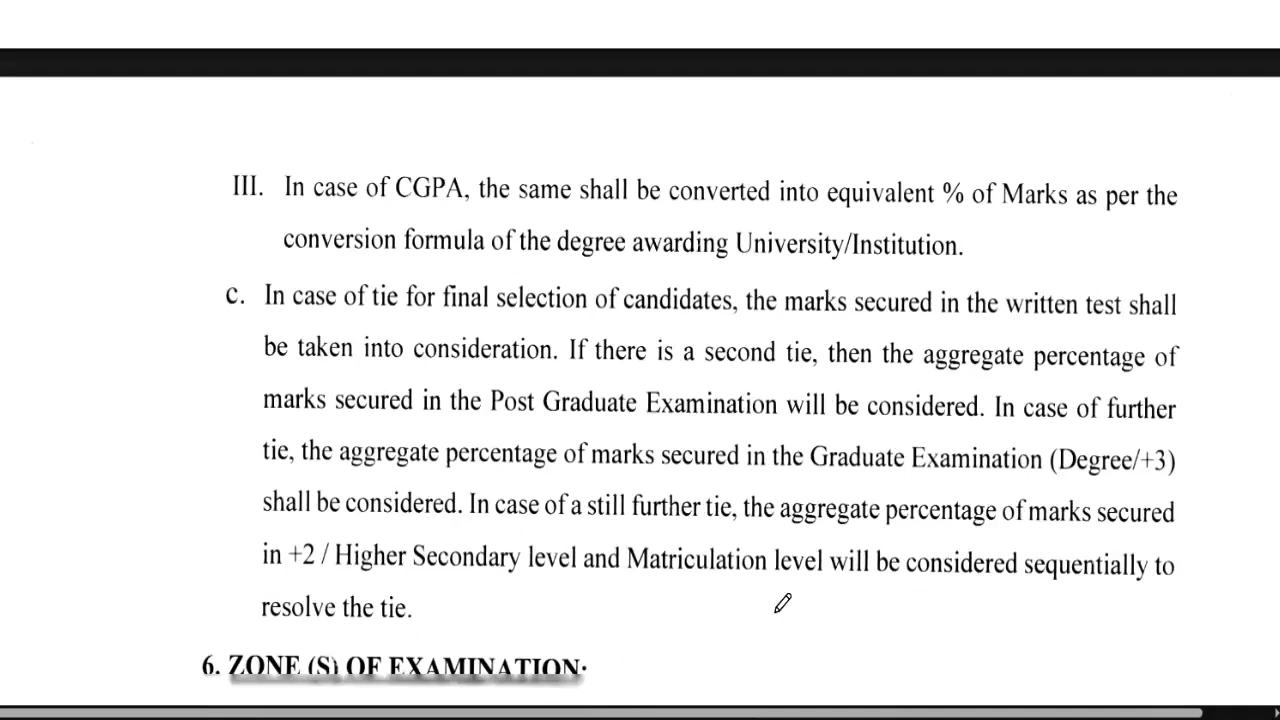 III. In case of CGPA, the same shall be converted into equivalent % of Marks as per the
conversion formula of the degree awarding University/Institution.
c. In case of tie for final selection of candidates, the marks secured in the written test shall
be taken into consideration. If there is a second tie, then the aggregate percentage of
marks secured in the Post Graduate Examination will be considered. In case of further
tie, the aggregate percentage of marks secured in the Graduate Examination (Degree/+3)
shall be considered. In case of a still further tie, the aggregate percentage of marks secured
in +2 / Higher Secondary level and Matriculation level will be considered sequentially to
resolve the tie.
6. ZONE (S) OF EXAMINATION: